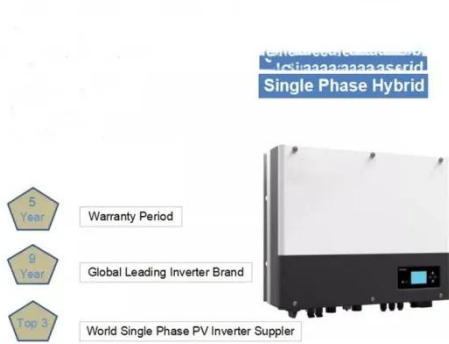 Single Phase Hybrid
5
Year
Warranty Period
9
Year
Global Leading Inverter Brand
Top 3
World Single Phase PV Inverter Suppler